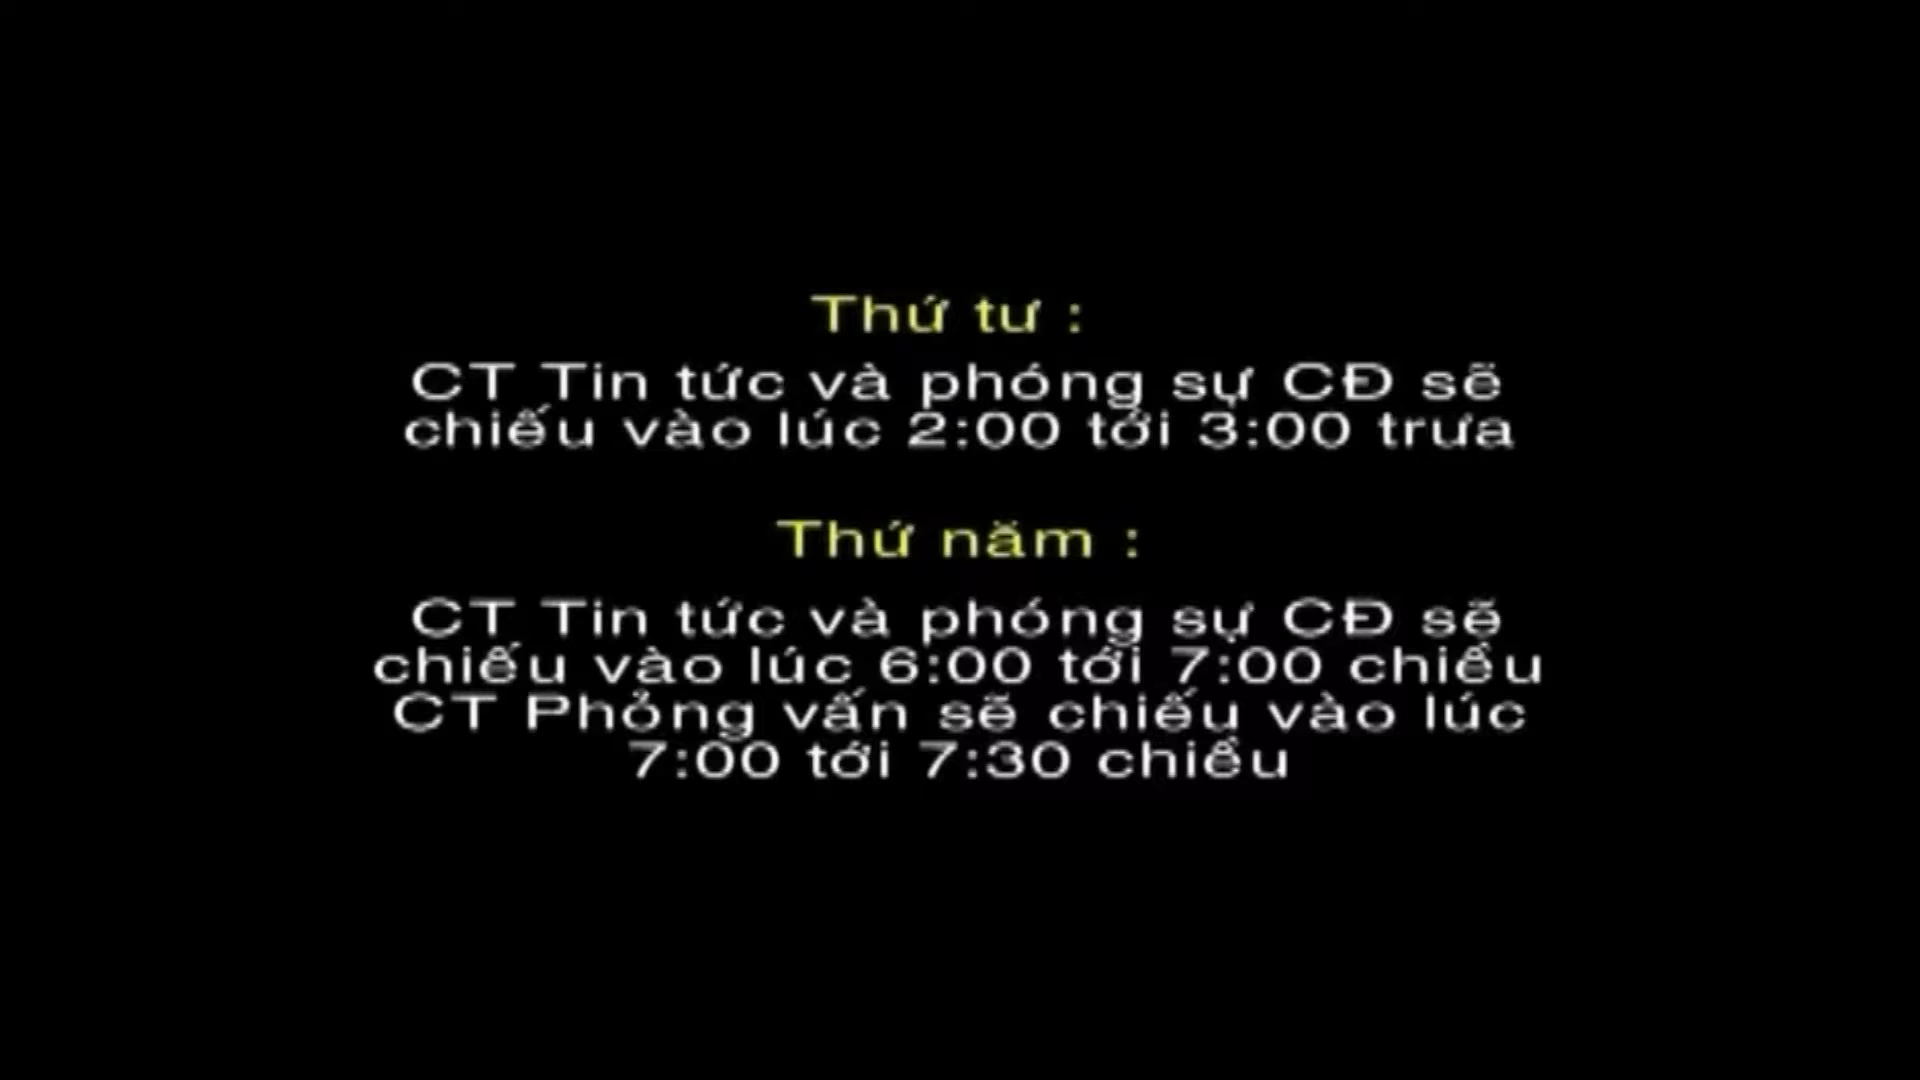 Thứ tư :
CT Tin tức và phóng sự CĐ sẽ
chiếu vào lúc 2:00 tới 3:00 trưa
Thứ năm :
CT Tin tức và phóng sự CĐ sẽ
chiếu vào lúc 6:00 tới 7:00 chiều
CT Phỏng vấn sẽ chiếu vào lúc
7:00 tới 7:30 chiều